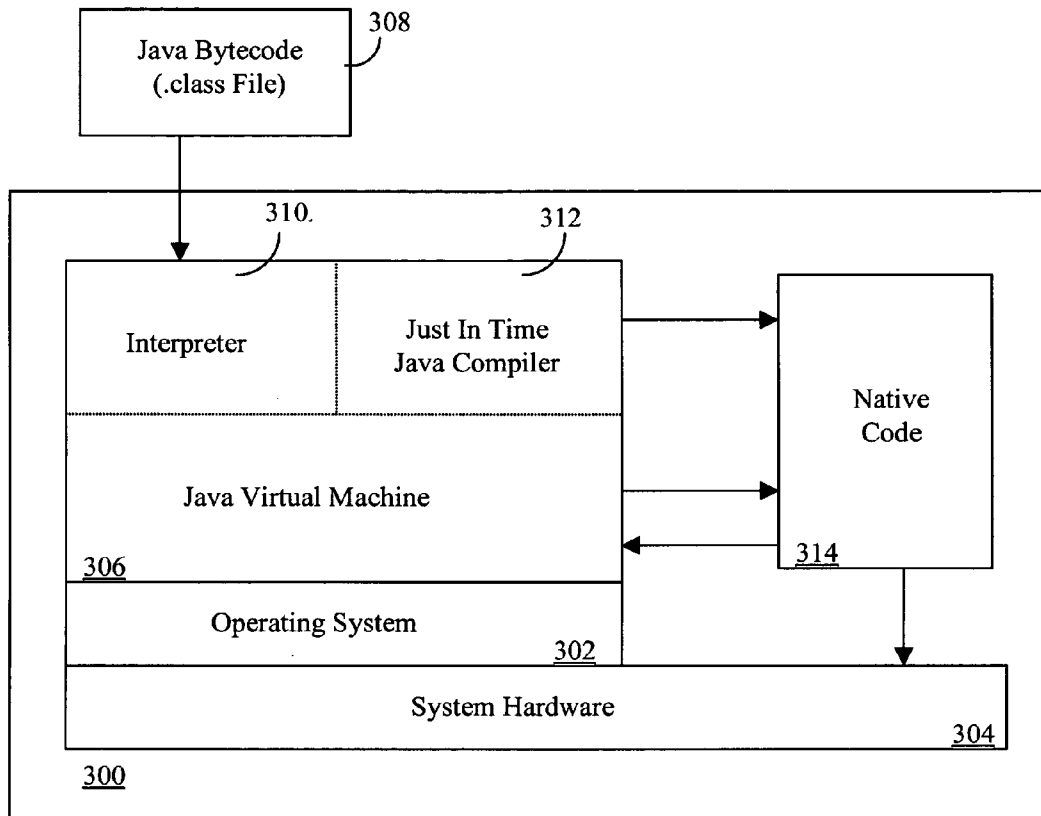 308
Java Bytecode
(.class File)
310.
312
Interpreter
Just In Time
Java Compiler
Native
Code
Java Virtual Machine
306
314
Operating System
302
System Hardware
304
300